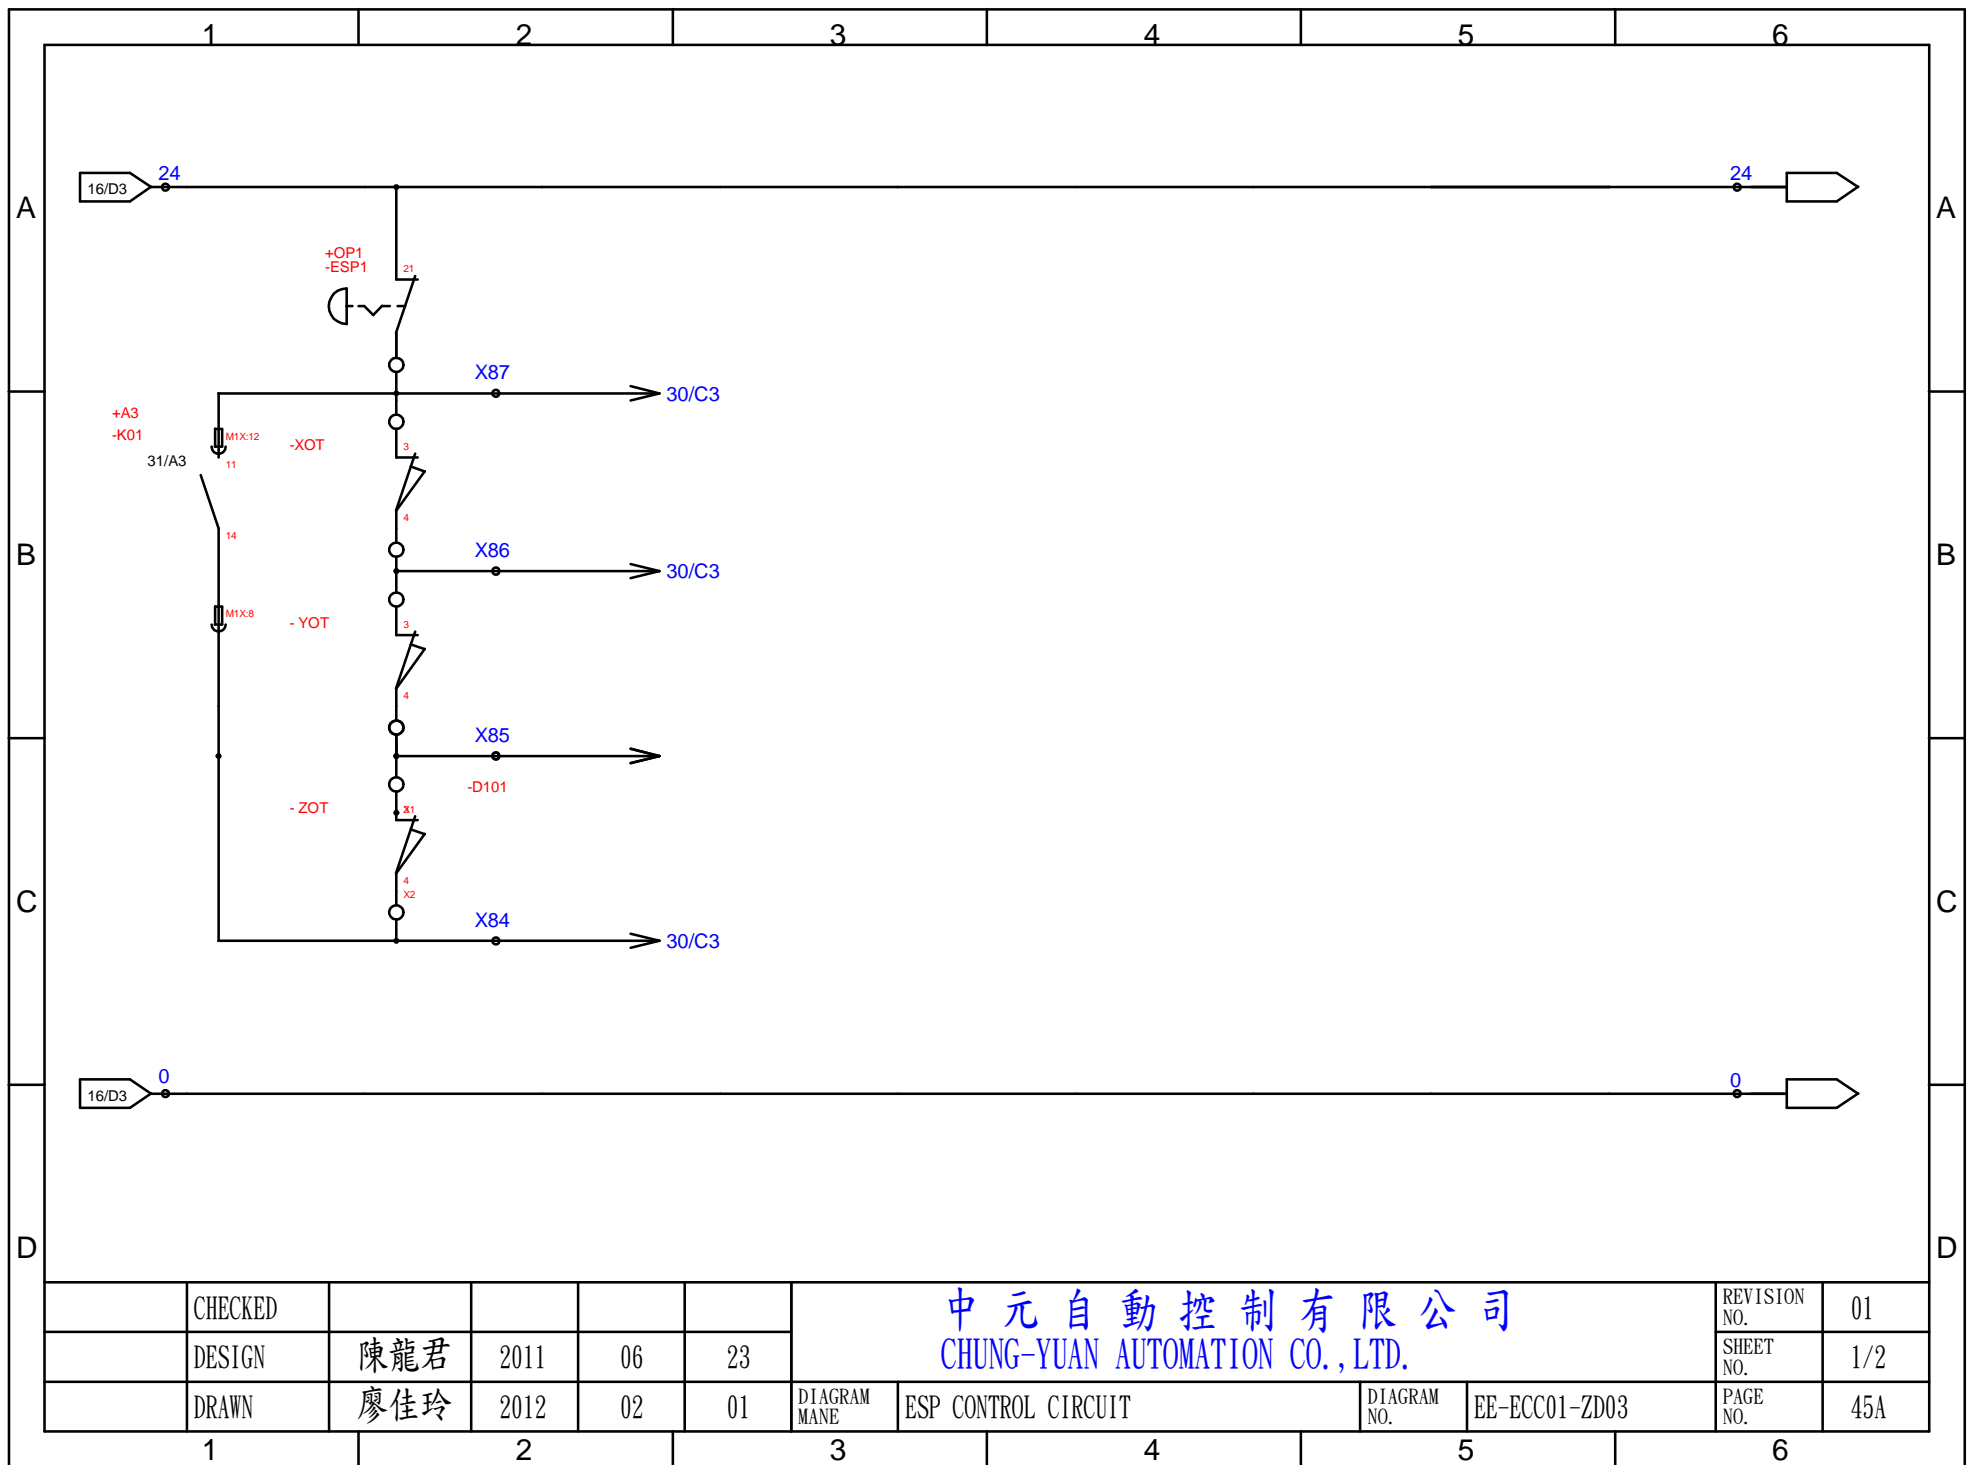 1 2 3 4 5 6
24 24
16/D3
A A
+OP1
-ESP1
21
X87
30/C3
+A3
-K01
M1X:12
-XOT
3
31/A3
11
4
14
X86
B B
30/C3
M1X:8
- YOT
3
4
X85
-D101
- ZOT
4
X2
C C
X84
30/C3
0 0
16/D3
D D
CHECKED
DESIGN 陳龍君 2011 06 23
DRAWN 廖佳玲 2012 02 01
中元自動控制有限公司
CHUNG-YUAN AUTOMATION CO.,LTD.
DIAGRAM
MANE
ESP CONTROL CIRCUIT
DIAGRAM
NO.
EE-ECC01-ZD03
REVISION
NO.
01
SHEET
NO.
1/2
PAGE
NO.
45A
1 2 3 4 5 6